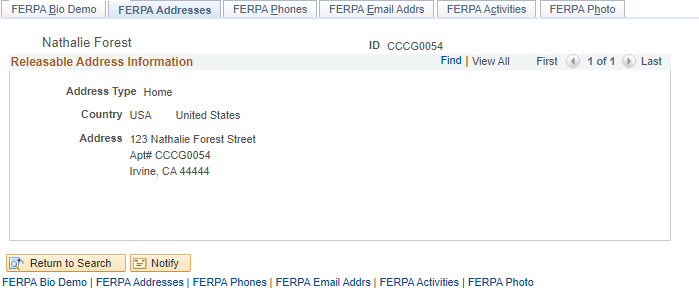 FERPA Bio Demo FERPA Addresses FERPA Phones FERPA Email Addrs FERPA Activities FERPA Photo
Nathalie Forest ID CCCG0054
Releasable Address Information Find | View All First 1 of 1 Last
Address Type Home
Country USA United States
Address 123 Nathalie Forest Street
Apt# CCCG0054
Irvine, CA 44444
Return to Search Notify
FERPA Bio Demo | FERPA Addresses | FERPA Phones | FERPA Email Addrs | FERPA Activities | FERPA Photo